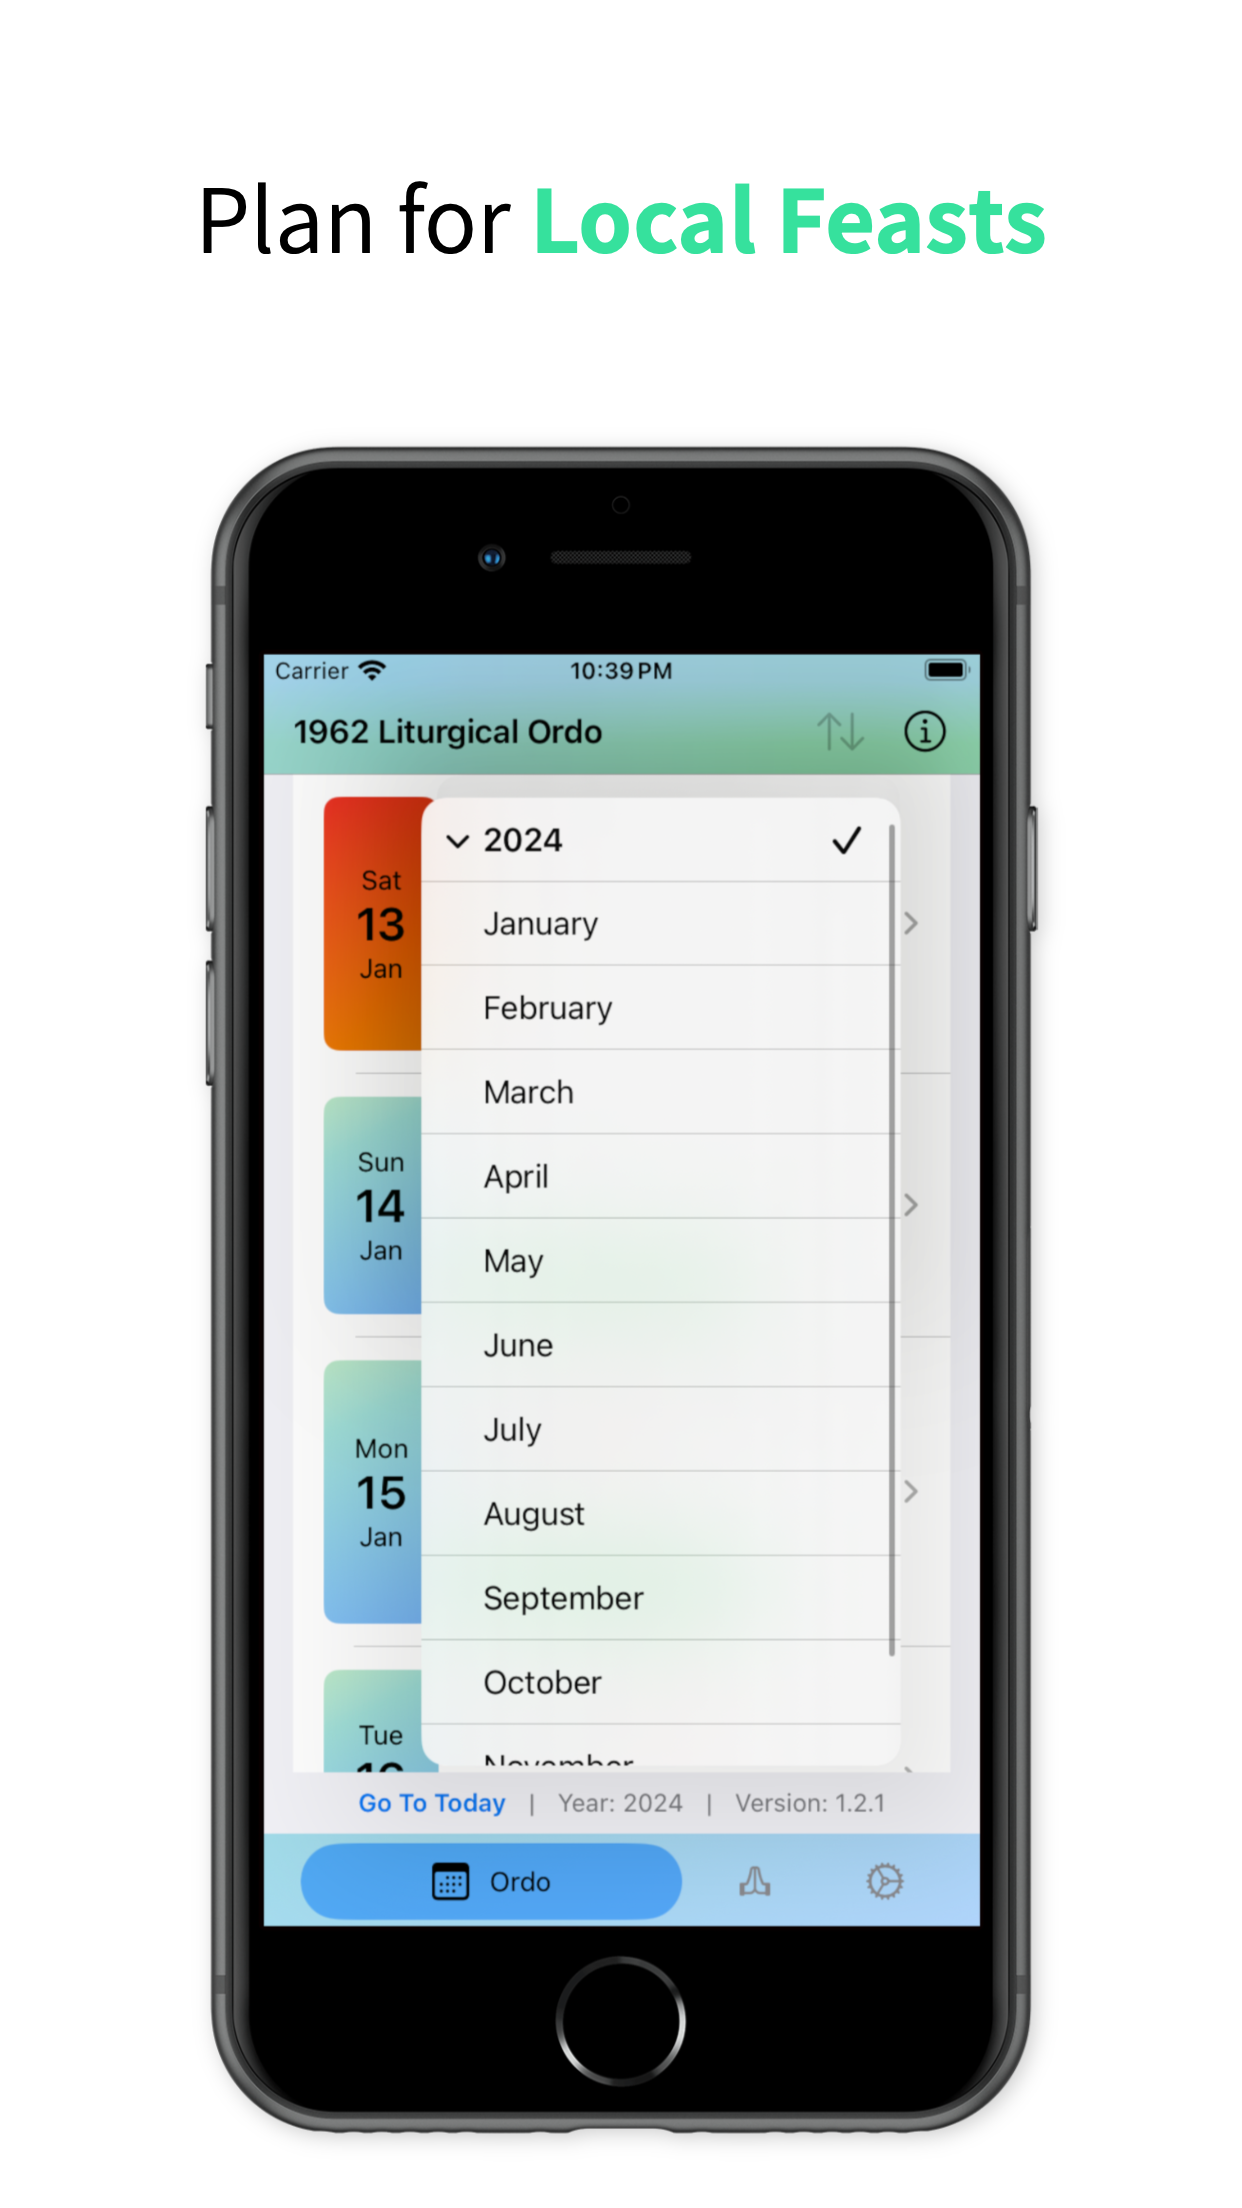 Plan for Local Feasts
Carrier
10:39 PM
1962 Liturgical Ordo
Sat
13
Jan
Sun
14
Jan
Mon
15
Jan
Tue
16
2024
January
February
March
April
May
June
July
August
September
October
November
Go To Today | Year: 2024 | Version: 1.2.1
Ordo